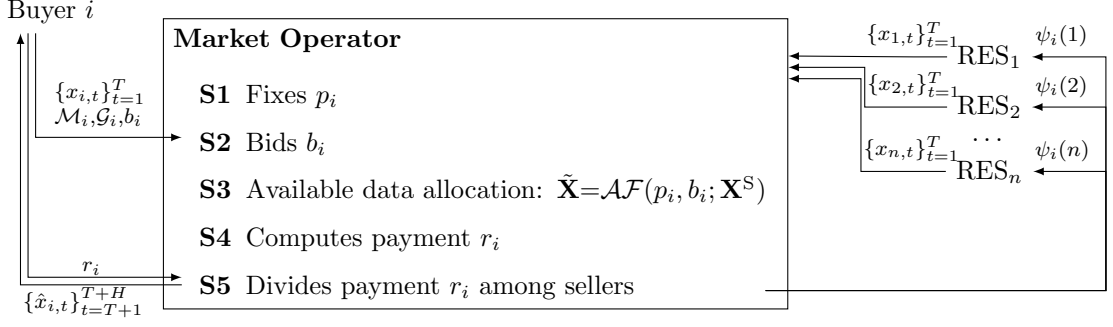 Buyer i
Market Operator
S1 Fixes p_i
{x_{i,t}}_{t=1}^T
M_i,G_i,b_i
S2 Bids b_i
S3 Available data allocation: X̃=AF(p_i, b_i; X^S)
S4 Computes payment r_i
r_i
S5 Divides payment r_i among sellers
{x̂_{i,t}}_{t=T+1}^{T+H}
{x_{1,t}}_{t=1}^T RES_1 ψ_i(1)
{x_{2,t}}_{t=1}^T RES_2 ψ_i(2)
...
{x_{n,t}}_{t=1}^T RES_n ψ_i(n)